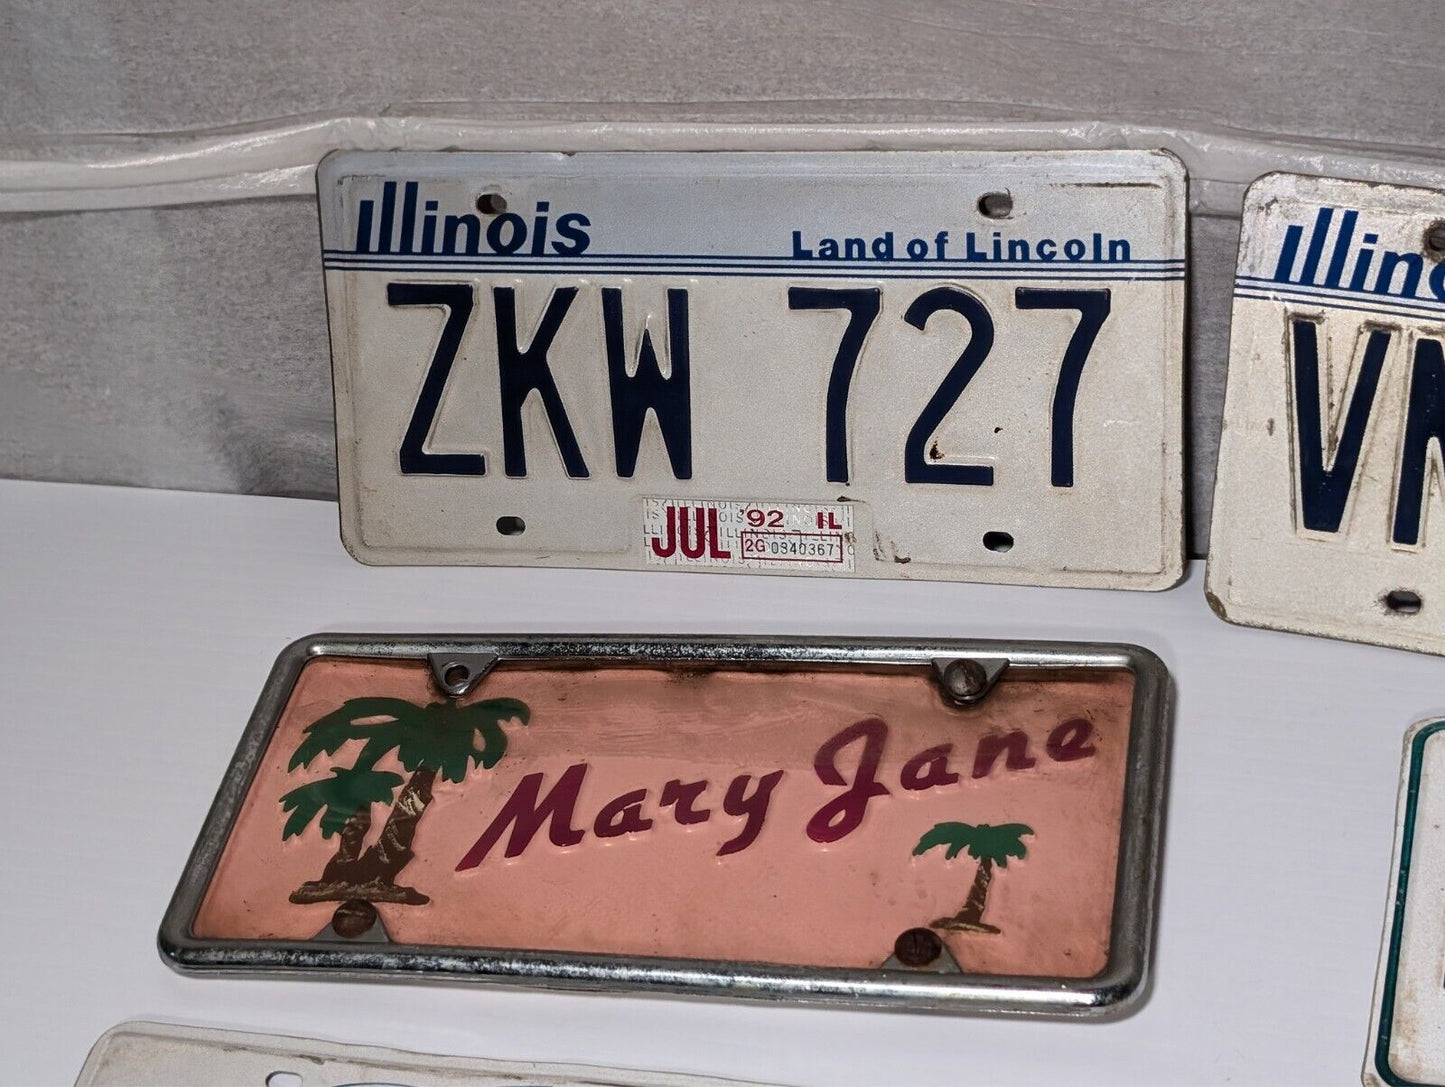 Illinois
Land of Lincoln
ZKW 727
JUL '92 IL
2G 0340367
Mary Jane